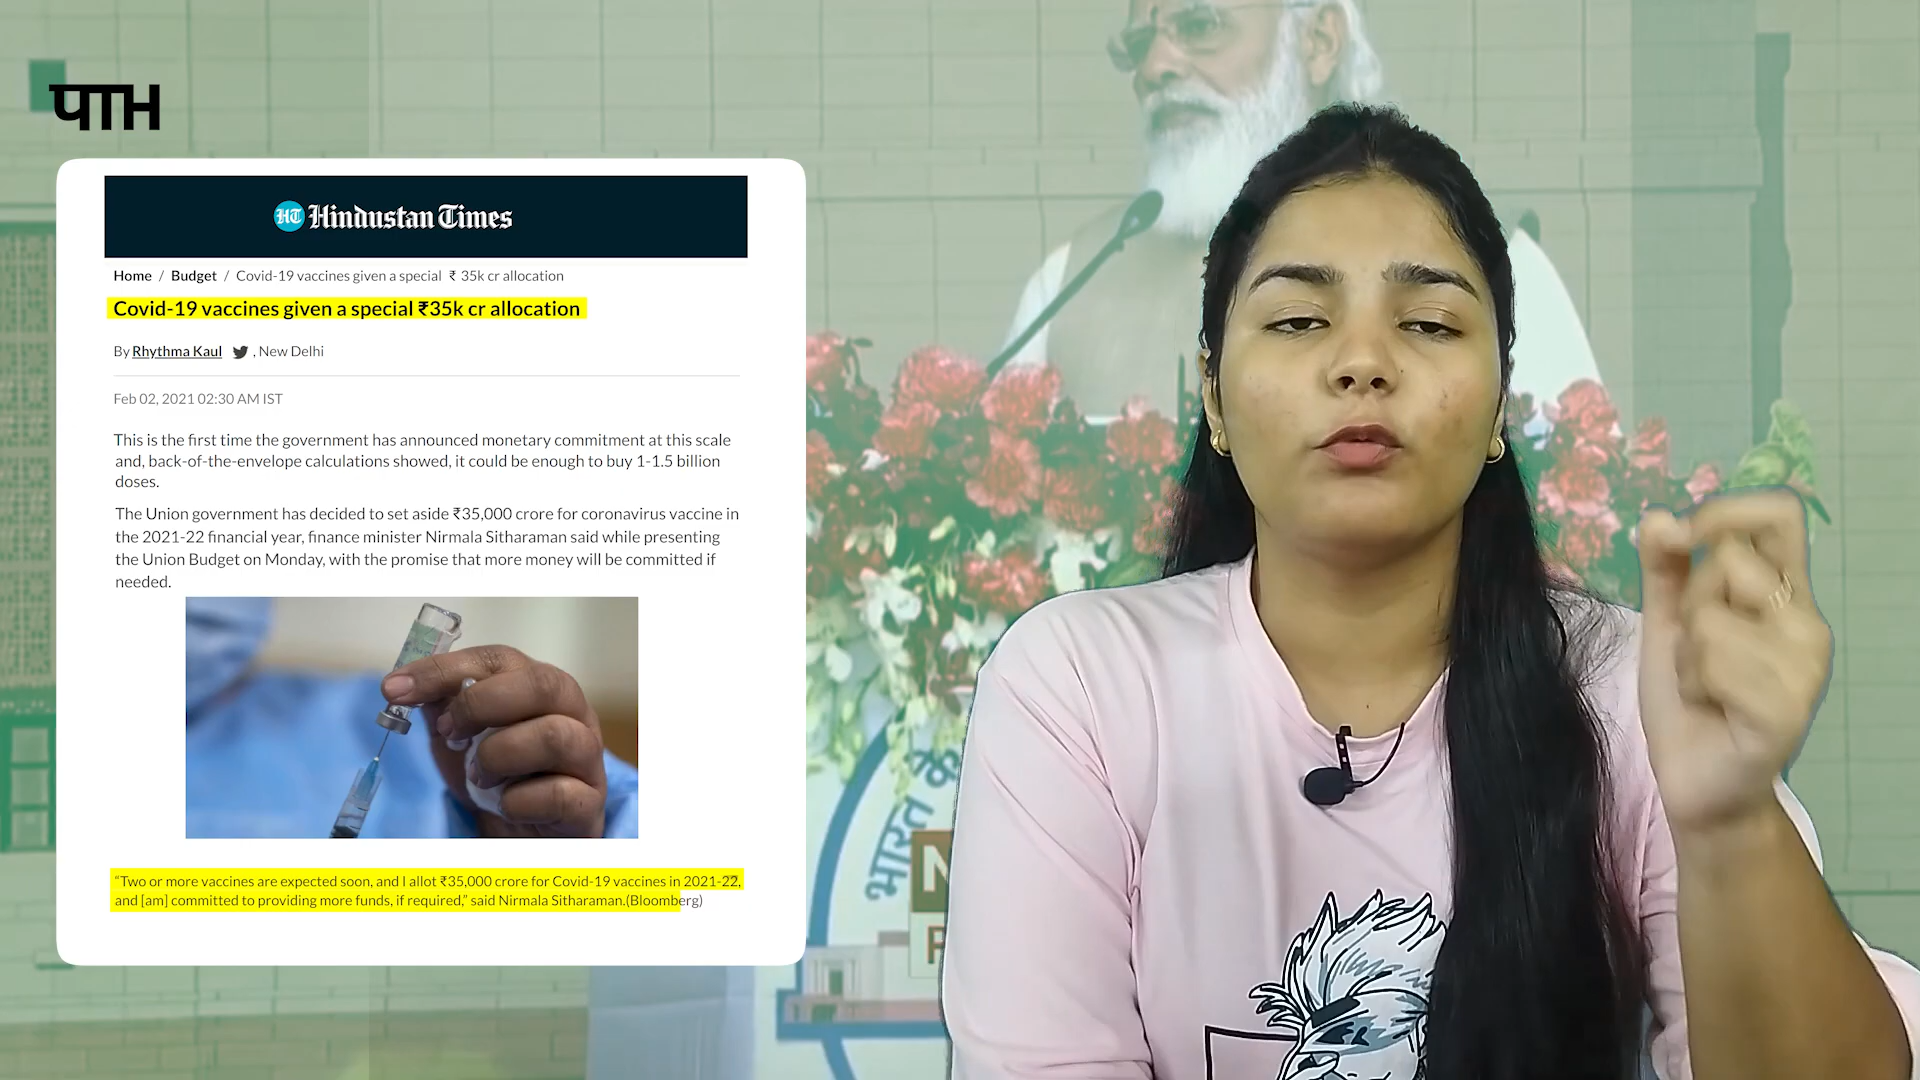 पTH
HT Hindustan Times
Home / Budget / Covid-19 vaccines given a special ₹ 35k cr allocation
Covid-19 vaccines given a special ₹35k cr allocation
By Rhythma Kaul , New Delhi
Feb 02, 2021 02:30 AM IST
This is the first time the government has announced monetary commitment at this scale
and, back-of-the-envelope calculations showed, it could be enough to buy 1-1.5 billion
doses.
The Union government has decided to set aside ₹35,000 crore for coronavirus vaccine in
the 2021-22 financial year, finance minister Nirmala Sitharaman said while presenting
the Union Budget on Monday, with the promise that more money will be committed if
needed.
“Two or more vaccines are expected soon, and I allot ₹35,000 crore for Covid-19 vaccines in 2021-22,
and [am] committed to providing more funds, if required,” said Nirmala Sitharaman.(Bloomberg)
भारत के